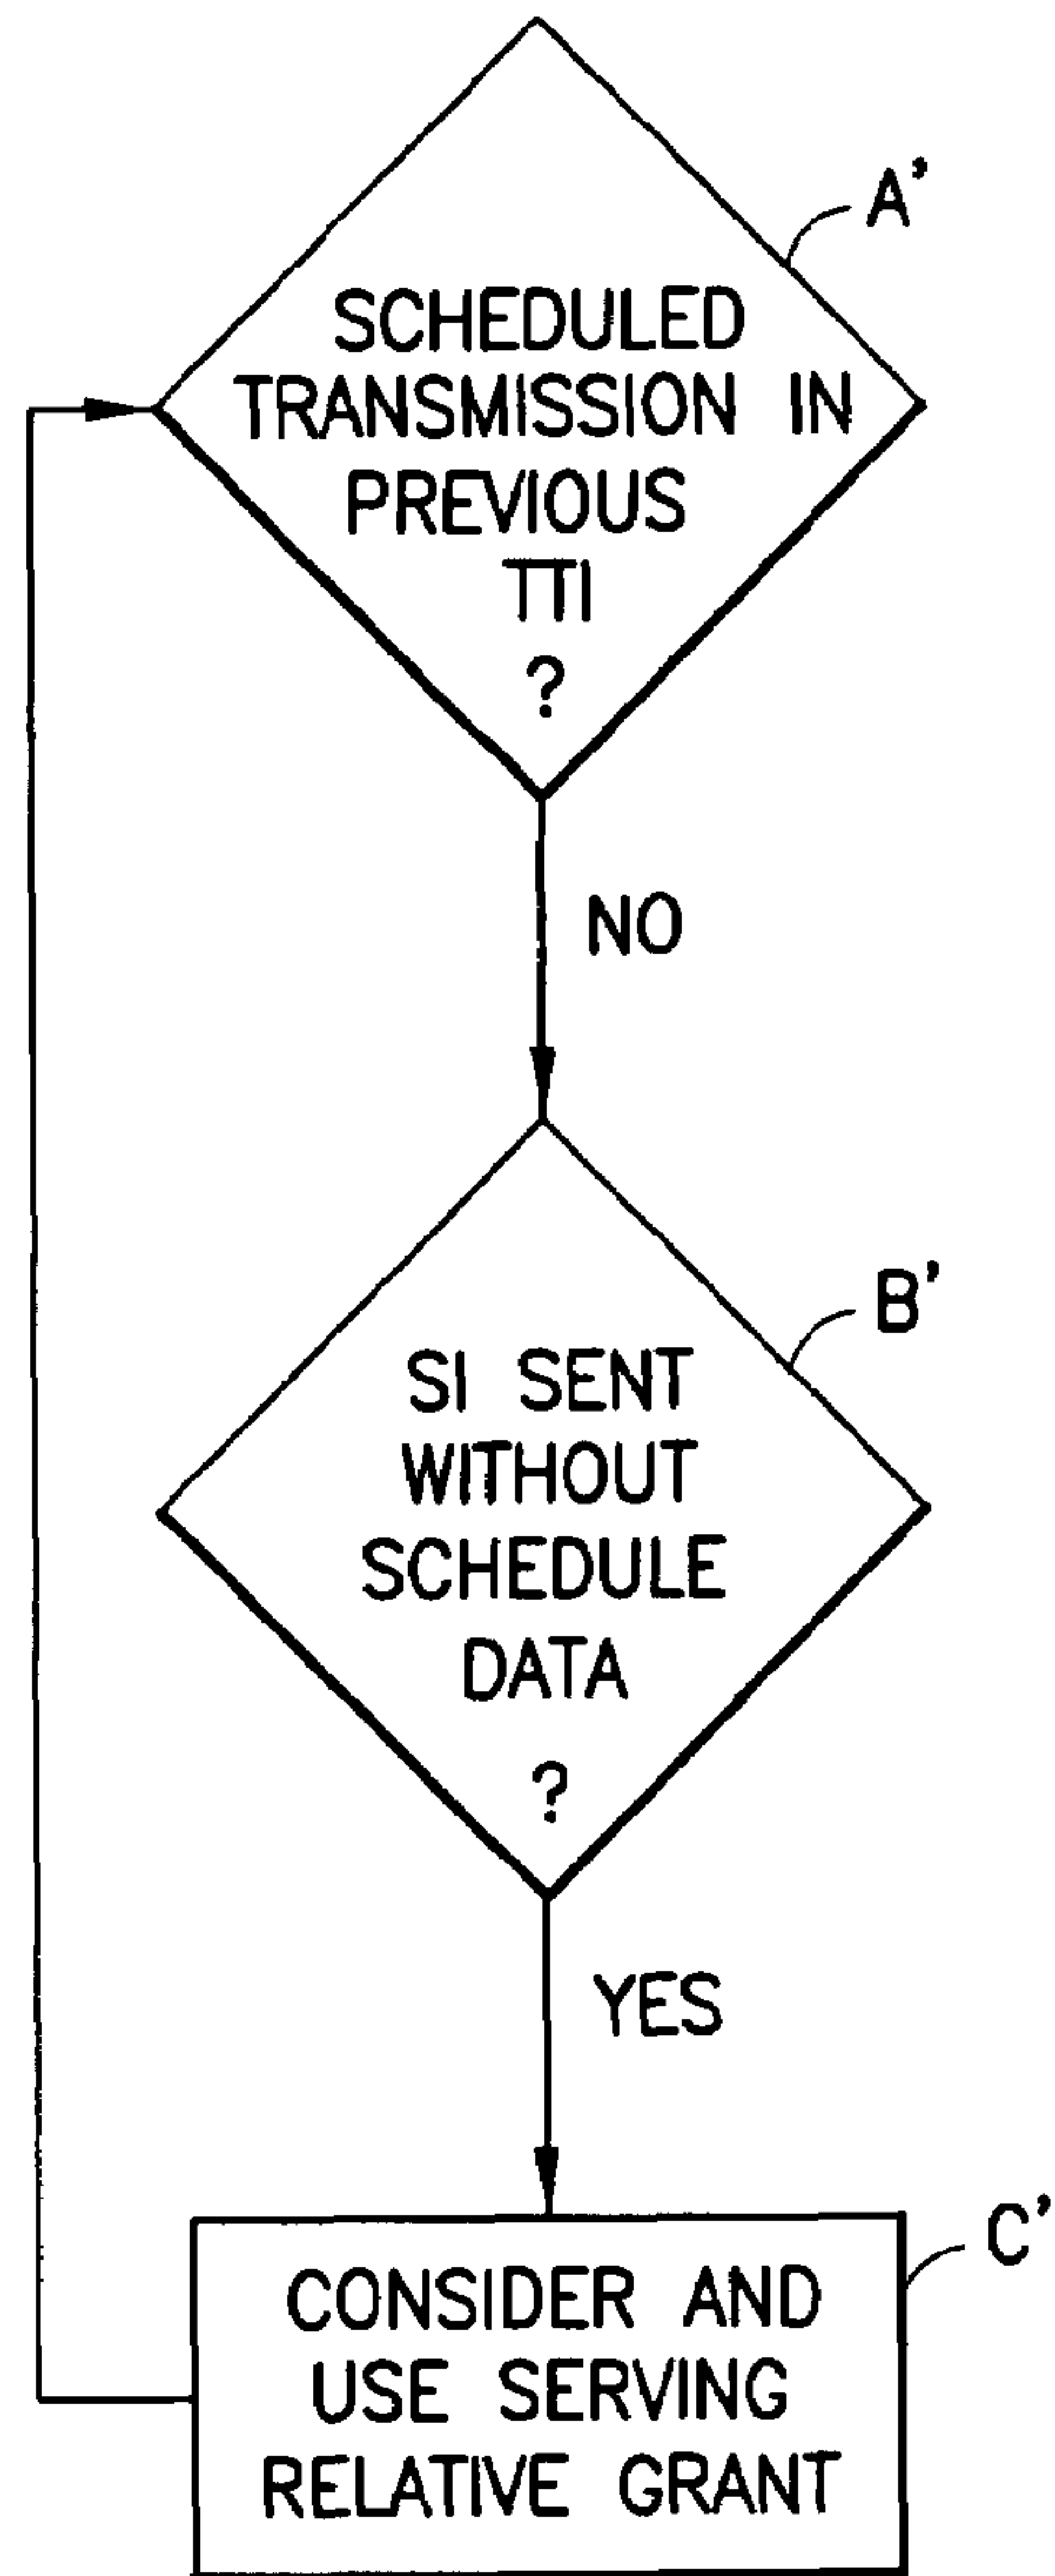 A'
SCHEDULED
TRANSMISSION IN
PREVIOUS
TTI
?
NO
B'
SI SENT
WITHOUT
SCHEDULE
DATA
?
YES
C'
CONSIDER AND
USE SERVING
RELATIVE GRANT